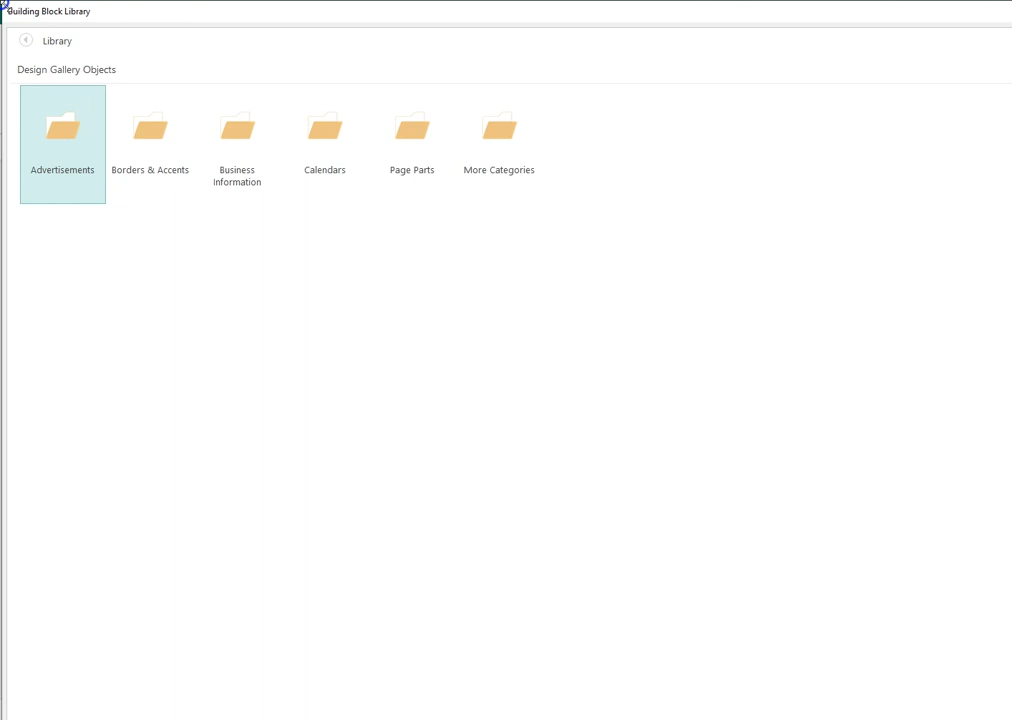 Building Block Library
Library
Design Gallery Objects
Advertisements
Borders & Accents
Business
Information
Calendars
Page Parts
More Categories